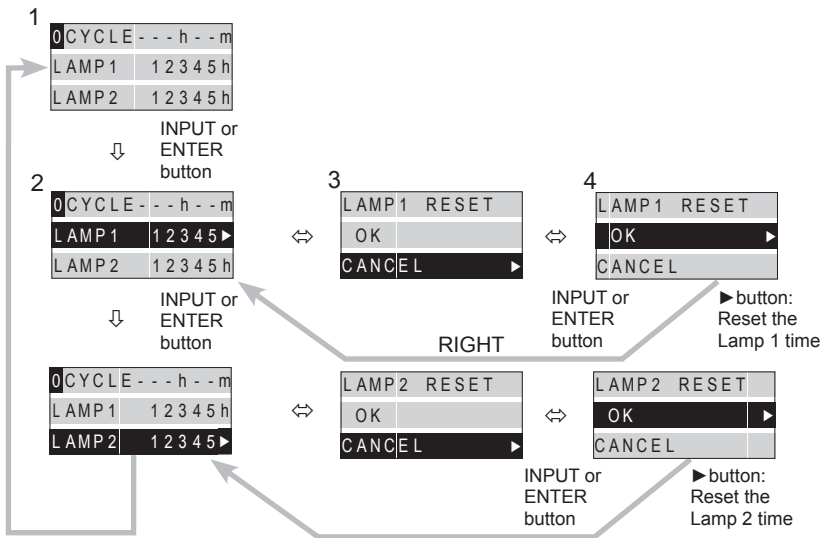 1
0CYCLE---h--m
LAMP1 12345h
LAMP2 12345h
⇩
INPUT or
ENTER
button
2
0CYCLE---h--m
LAMP1 12345►
LAMP2 12345h
⇔
3
LAMP1 RESET
OK
CANCEL ►
⇔
4
LAMP1 RESET
OK ►
CANCEL
⇩
INPUT or
ENTER
button
RIGHT
INPUT or
ENTER
button
►button:
Reset the
Lamp 1 time
0CYCLE---h--m
LAMP1 12345h
LAMP2 12345►
⇔
LAMP2 RESET
OK
CANCEL ►
⇔
LAMP2 RESET
OK ►
CANCEL
INPUT or
ENTER
button
►button:
Reset the
Lamp 2 time